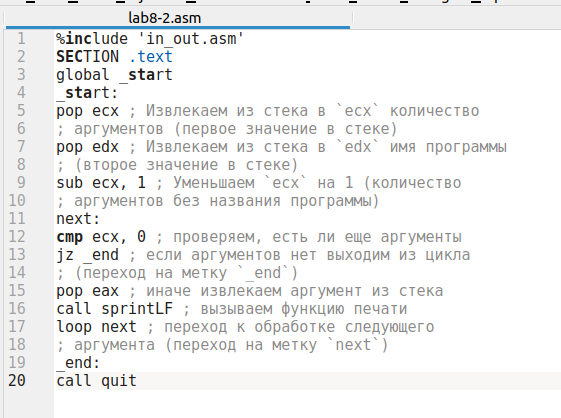 lab8-2.asm
1 %include 'in_out.asm'
2 SECTION .text
3 global _start
4 _start:
5 pop ecx ; Извлекаем из стека в `ecx` количество
6 ; аргументов (первое значение в стеке)
7 pop edx ; Извлекаем из стека в `edx` имя программы
8 ; (второе значение в стеке)
9 sub ecx, 1 ; Уменьшаем `ecx` на 1 (количество
10 ; аргументов без названия программы)
11 next:
12 cmp ecx, 0 ; проверяем, есть ли еще аргументы
13 jz _end ; если аргументов нет выходим из цикла
14 ; (переход на метку `_end`)
15 pop eax ; иначе извлекаем аргумент из стека
16 call sprintLF ; вызываем функцию печати
17 loop next ; переход к обработке следующего
18 ; аргумента (переход на метку `next`)
19 _end:
20 call quit